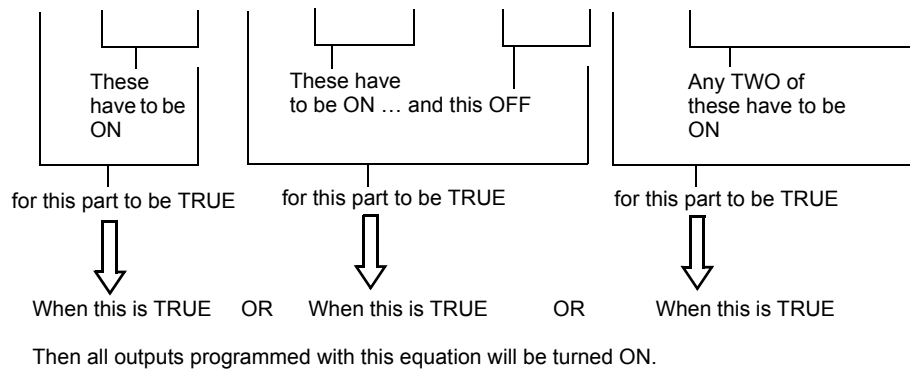 These
have to be
ON
These have
to be ON … and this OFF
Any TWO of
these have to be
ON
for this part to be TRUE
for this part to be TRUE
for this part to be TRUE
When this is TRUE OR When this is TRUE OR When this is TRUE
Then all outputs programmed with this equation will be turned ON.